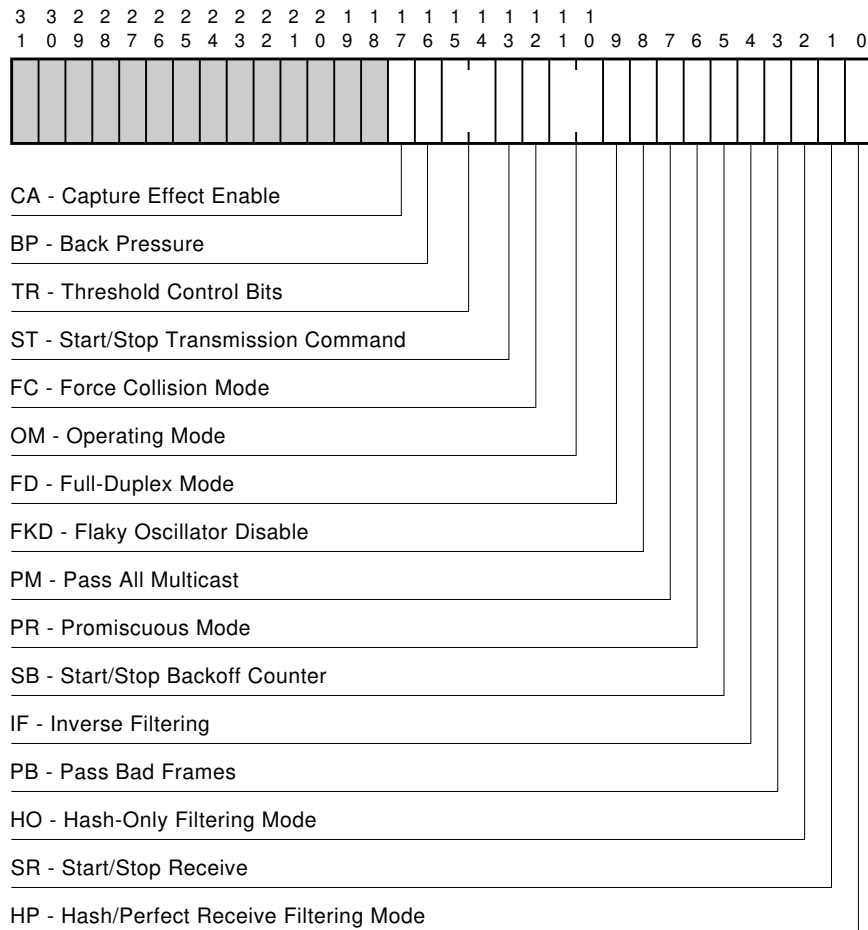 3 3 2 2 2 2 2 2 2 2 2 2 1 1 1 1 1 1 1 1 1 1
1 0 9 8 7 6 5 4 3 2 1 0 9 8 7 6 5 4 3 2 1 0 9 8 7 6 5 4 3 2 1 0
CA - Capture Effect Enable
BP - Back Pressure
TR - Threshold Control Bits
ST - Start/Stop Transmission Command
FC - Force Collision Mode
OM - Operating Mode
FD - Full-Duplex Mode
FKD - Flaky Oscillator Disable
PM - Pass All Multicast
PR - Promiscuous Mode
SB - Start/Stop Backoff Counter
IF - Inverse Filtering
PB - Pass Bad Frames
HO - Hash-Only Filtering Mode
SR - Start/Stop Receive
HP - Hash/Perfect Receive Filtering Mode